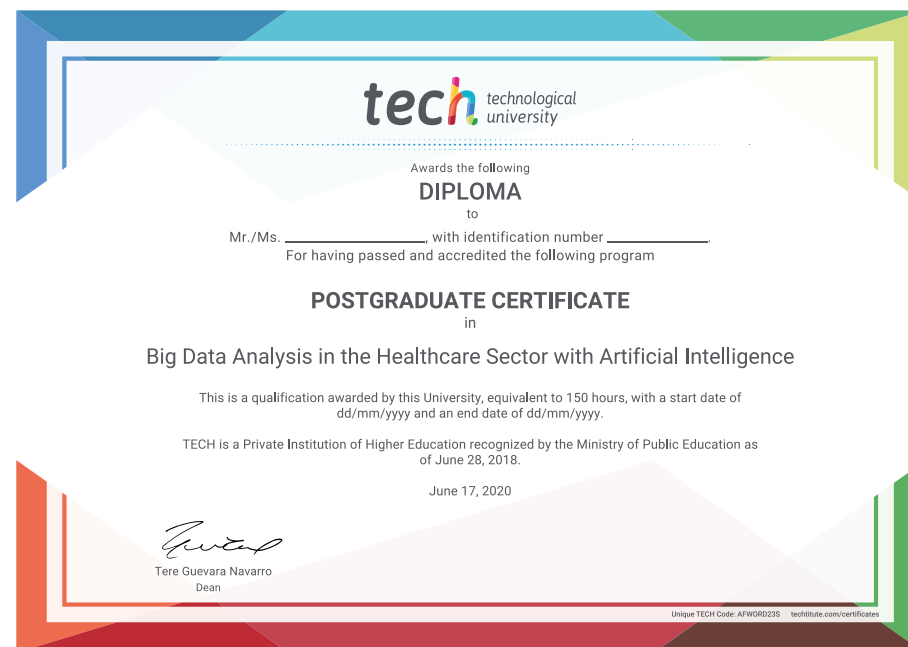 tech technological
university
Awards the following
DIPLOMA
to
Mr./Ms. ____________________, with identification number ______________.
For having passed and accredited the following program
POSTGRADUATE CERTIFICATE
in
Big Data Analysis in the Healthcare Sector with Artificial Intelligence
This is a qualification awarded by this University, equivalent to 150 hours, with a start date of
dd/mm/yyyy and an end date of dd/mm/yyyy.
TECH is a Private Institution of Higher Education recognized by the Ministry of Public Education as
of June 28, 2018.
June 17, 2020
Tere Guevara Navarro
Dean
Unique TECH Code: AFWORD23S techtitute.com/certificates